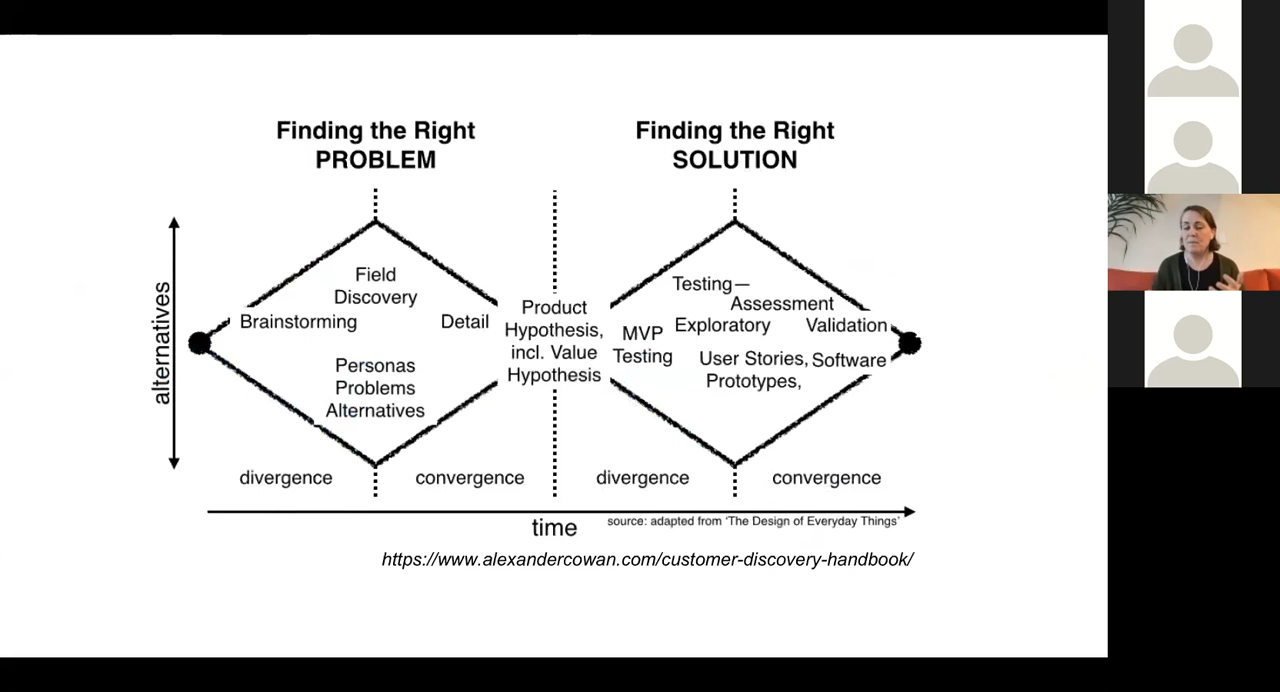 Finding the Right
PROBLEM
Finding the Right
SOLUTION
alternatives
Field
Discovery
Brainstorming
Detail
Personas
Problems
Alternatives
Product
Hypothesis,
incl. Value
Hypothesis
MVP
Testing
Testing—
Assessment
Exploratory
Validation
User Stories,
Software
Prototypes,
divergence
convergence
divergence
convergence
time
source: adapted from 'The Design of Everyday Things'
https://www.alexandercowan.com/customer-discovery-handbook/